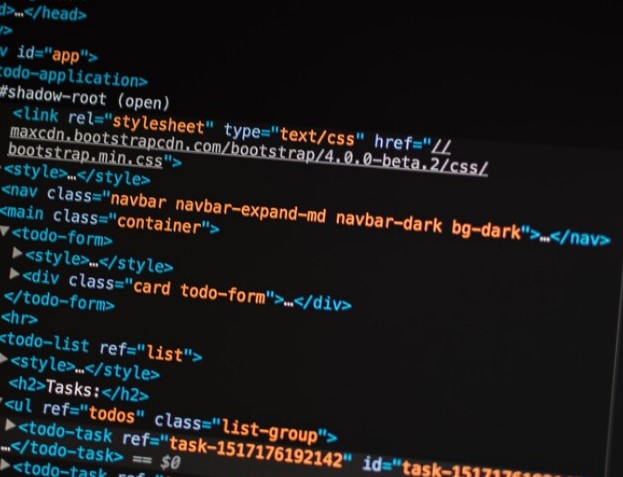 d>…</head>
y>
v id="app">
todo-application>
#shadow-root (open)
<link rel="stylesheet" type="text/css" href="//
maxcdn.bootstrapcdn.com/bootstrap/4.0.0-beta.2/css/
bootstrap.min.css">
<style>…</style>
<nav class="navbar navbar-expand-md navbar-dark bg-dark">…</nav>
<main class="container">
▼<todo-form>
▶<style>…</style>
▶<div class="card todo-form">…</div>
</todo-form>
<hr>
<todo-list ref="list">
▶<style>…</style>
<h2>Tasks:</h2>
<ul ref="todos" class="list-group">
▶<todo-task ref="task-1517176192142" id="task-1517176
…</todo-task> == $0
▶<todo-task ref=